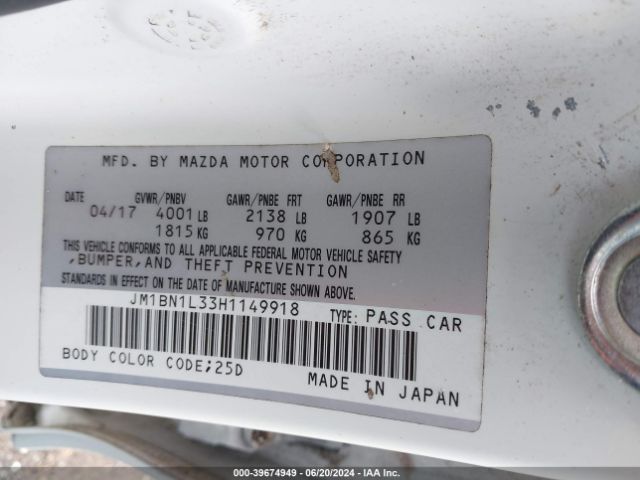 MFD. BY MAZDA MOTOR CORPORATION
DATE GVWR/PNBV GAWR/PNBE FRT GAWR/PNBE RR
04/17 4001 LB 2138 LB 1907 LB
1815 KG 970 KG 865 KG
THIS VEHICLE CONFORMS TO ALL APPLICABLE FEDERAL MOTOR VEHICLE SAFETY
,BUMPER,AND THEFT PREVENTION
STANDARDS IN EFFECT ON THE DATE OF MANUFACTURE SHOWN ABOVE.
JM1BN1L33H1149918 TYPE: PASS CAR
BODY COLOR CODE;25D
MADE IN JAPAN
000-39674949 - 06/20/2024 - IAA Inc.